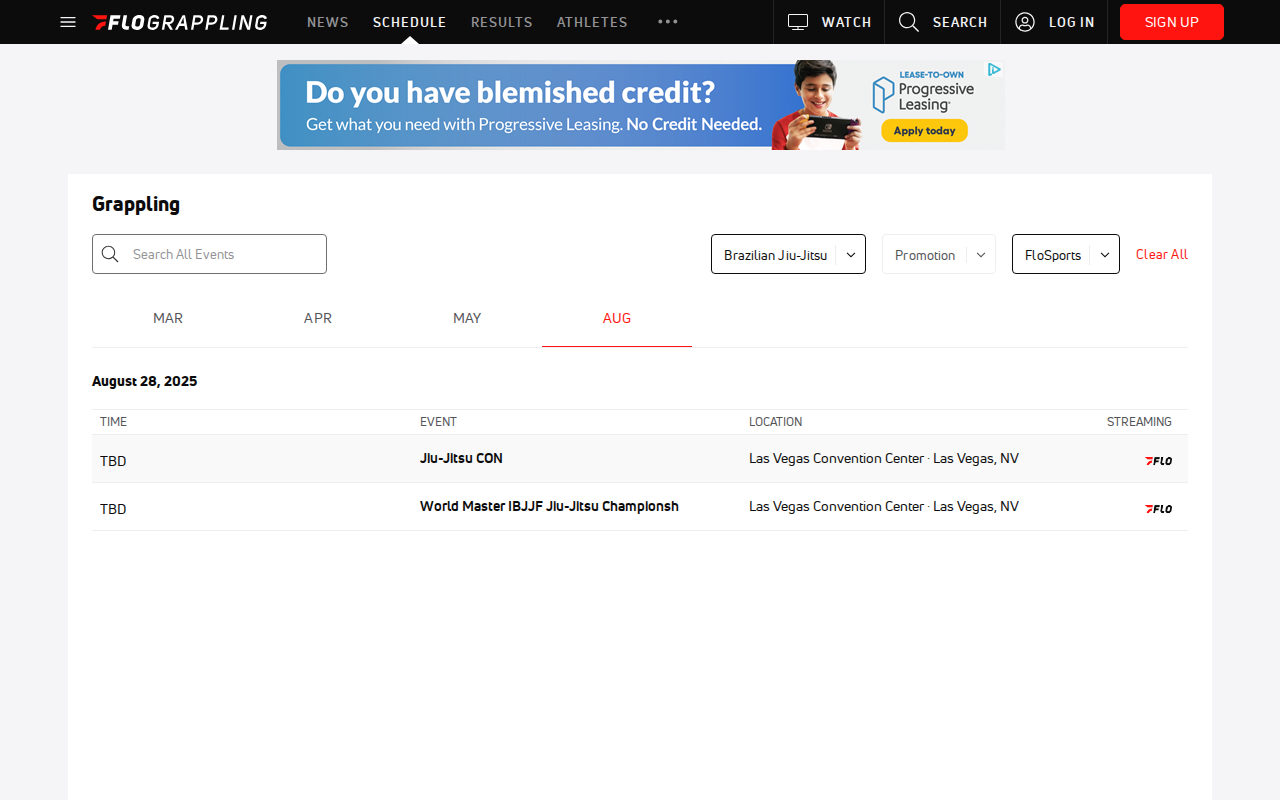 FLOGRAPPLING NEWS SCHEDULE RESULTS ATHLETES ••• WATCH SEARCH LOG IN SIGN UP
Do you have blemished credit?
Get what you need with Progressive Leasing. No Credit Needed.
LEASE-TO-OWN
Progressive
Leasing
Apply today
Grappling
Search All Events Brazilian Jiu-Jitsu Promotion FloSports Clear All
MAR APR MAY AUG
August 28, 2025
TIME EVENT LOCATION STREAMING
TBD Jiu-Jitsu CON Las Vegas Convention Center · Las Vegas, NV FLO
TBD World Master IBJJF Jiu-Jitsu Championsh Las Vegas Convention Center · Las Vegas, NV FLO